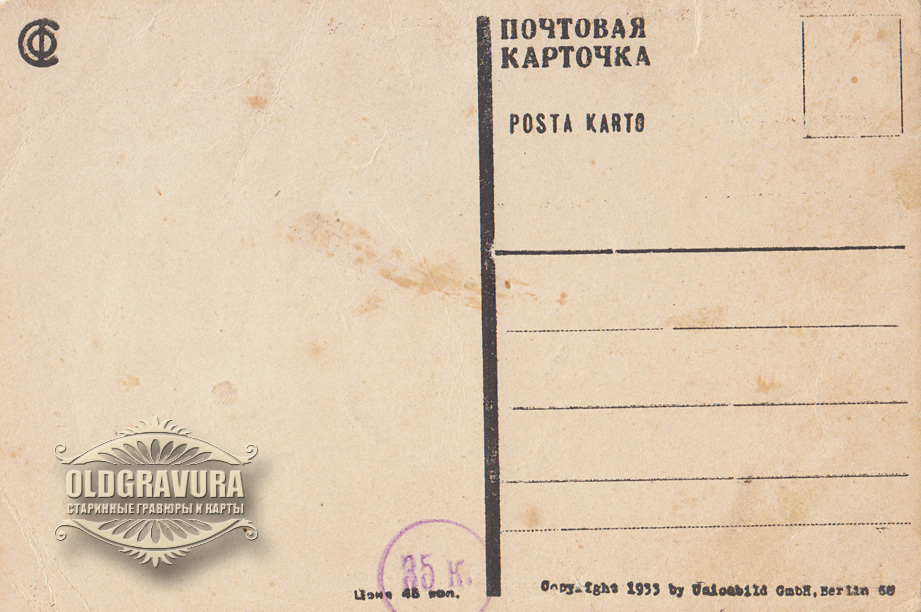 ПОЧТОВАЯ
КАРТОЧКА
POSTA KARTO
OLDGRAVURA
СТАРИННЫЕ ГРАВЮРЫ И КАРТЫ
35 к.
Цена 45 коп.
Copyright 1933 by Unionbild GmbH, Berlin 68